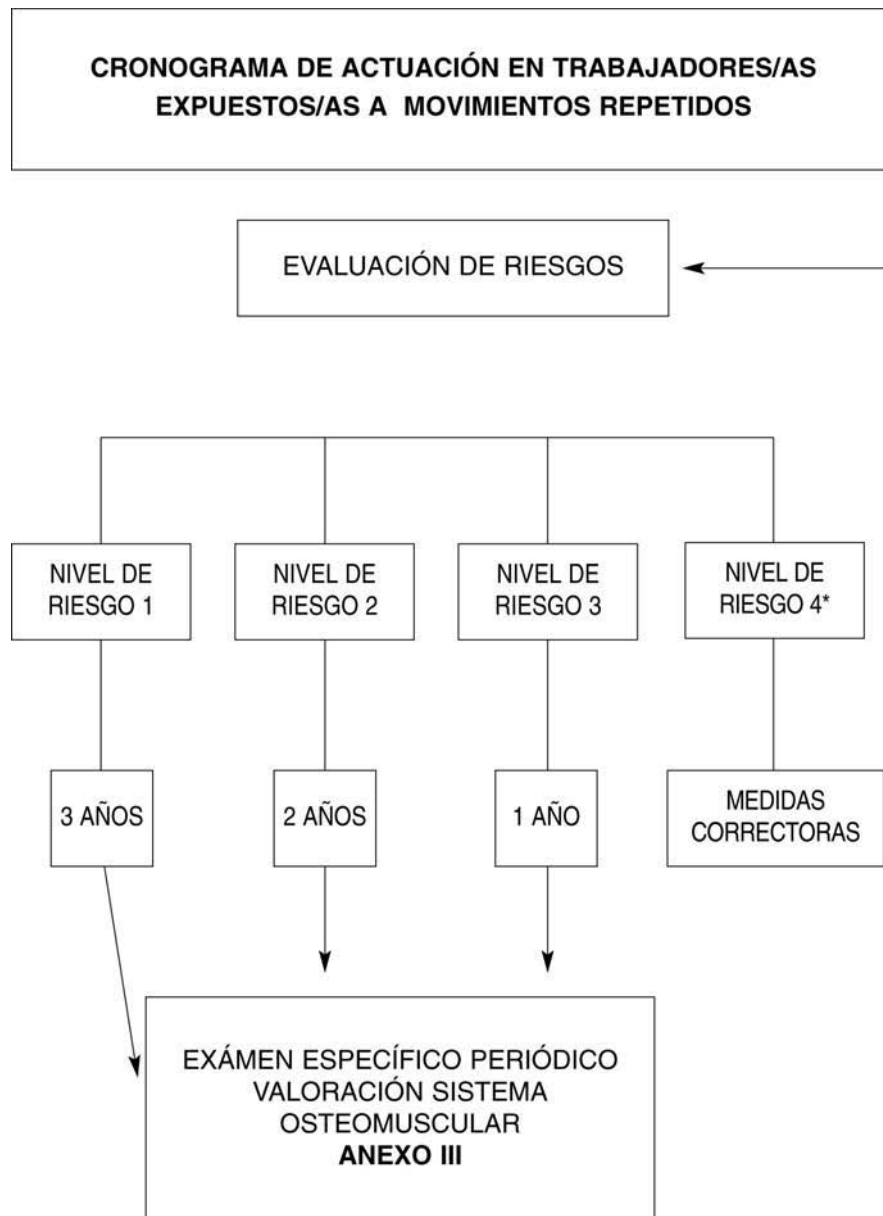 CRONOGRAMA DE ACTUACIÓN EN TRABAJADORES/AS
EXPUESTOS/AS A MOVIMIENTOS REPETIDOS
EVALUACIÓN DE RIESGOS
NIVEL DE
RIESGO 1
NIVEL DE
RIESGO 2
NIVEL DE
RIESGO 3
NIVEL DE
RIESGO 4*
3 AÑOS
2 AÑOS
1 AÑO
MEDIDAS
CORRECTORAS
EXÁMEN ESPECÍFICO PERIÓDICO
VALORACIÓN SISTEMA
OSTEOMUSCULAR
ANEXO III